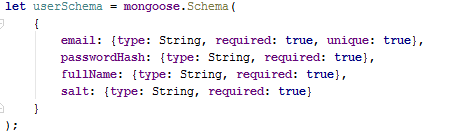 let userSchema = mongoose.Schema(
{
email: {type: String, required: true, unique: true},
passwordHash: {type: String, required: true},
fullName: {type: String, required: true},
salt: {type: String, required: true}
}
);